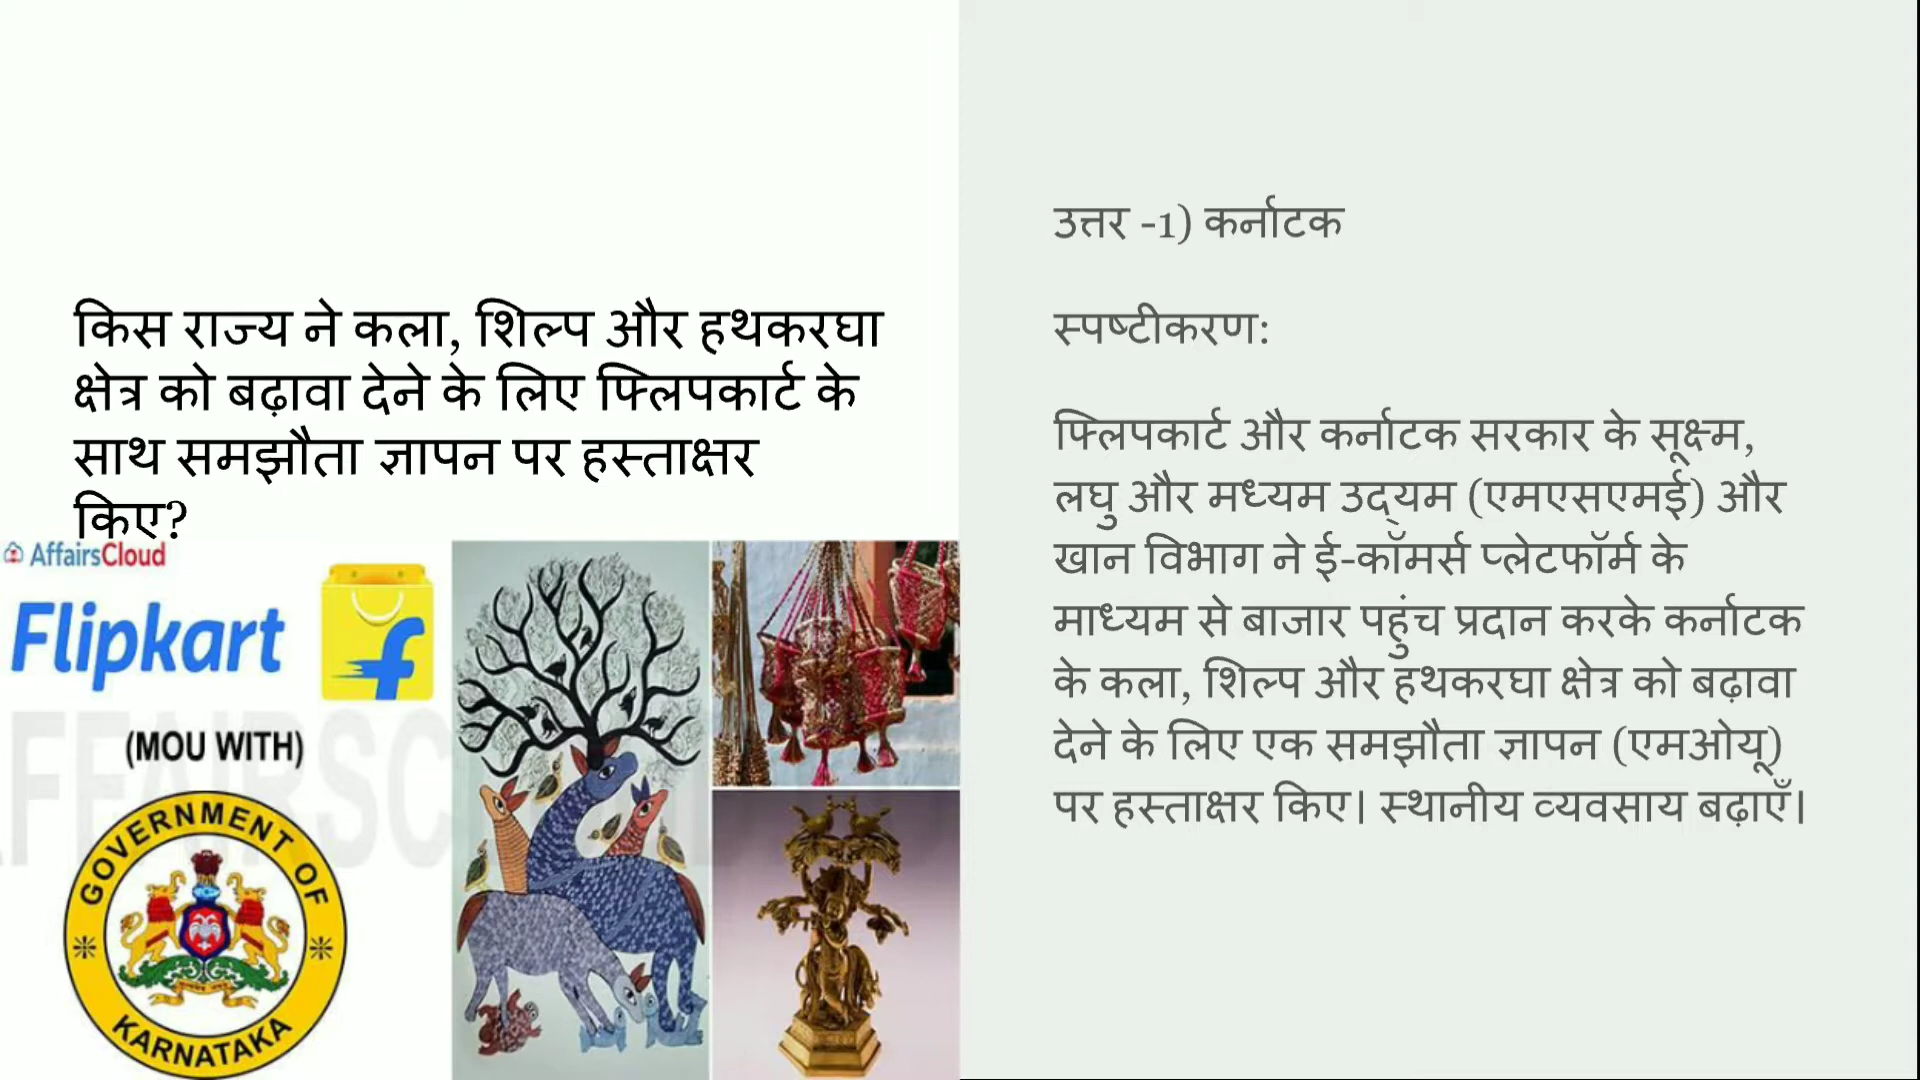 किस राज्य ने कला, शिल्प और हथकरघा
क्षेत्र को बढ़ावा देने के लिए फ्लिपकार्ट के
साथ समझौता ज्ञापन पर हस्ताक्षर
किए?
AffairsCloud
Flipkart
(MOU WITH)
GOVERNMENT OF
KARNATAKA
उत्तर -1) कर्नाटक
स्पष्टीकरण:
फ्लिपकार्ट और कर्नाटक सरकार के सूक्ष्म,
लघु और मध्यम उद्यम (एमएसएमई) और
खान विभाग ने ई-कॉमर्स प्लेटफॉर्म के
माध्यम से बाजार पहुंच प्रदान करके कर्नाटक
के कला, शिल्प और हथकरघा क्षेत्र को बढ़ावा
देने के लिए एक समझौता ज्ञापन (एमओयू)
पर हस्ताक्षर किए। स्थानीय व्यवसाय बढ़ाएँ।